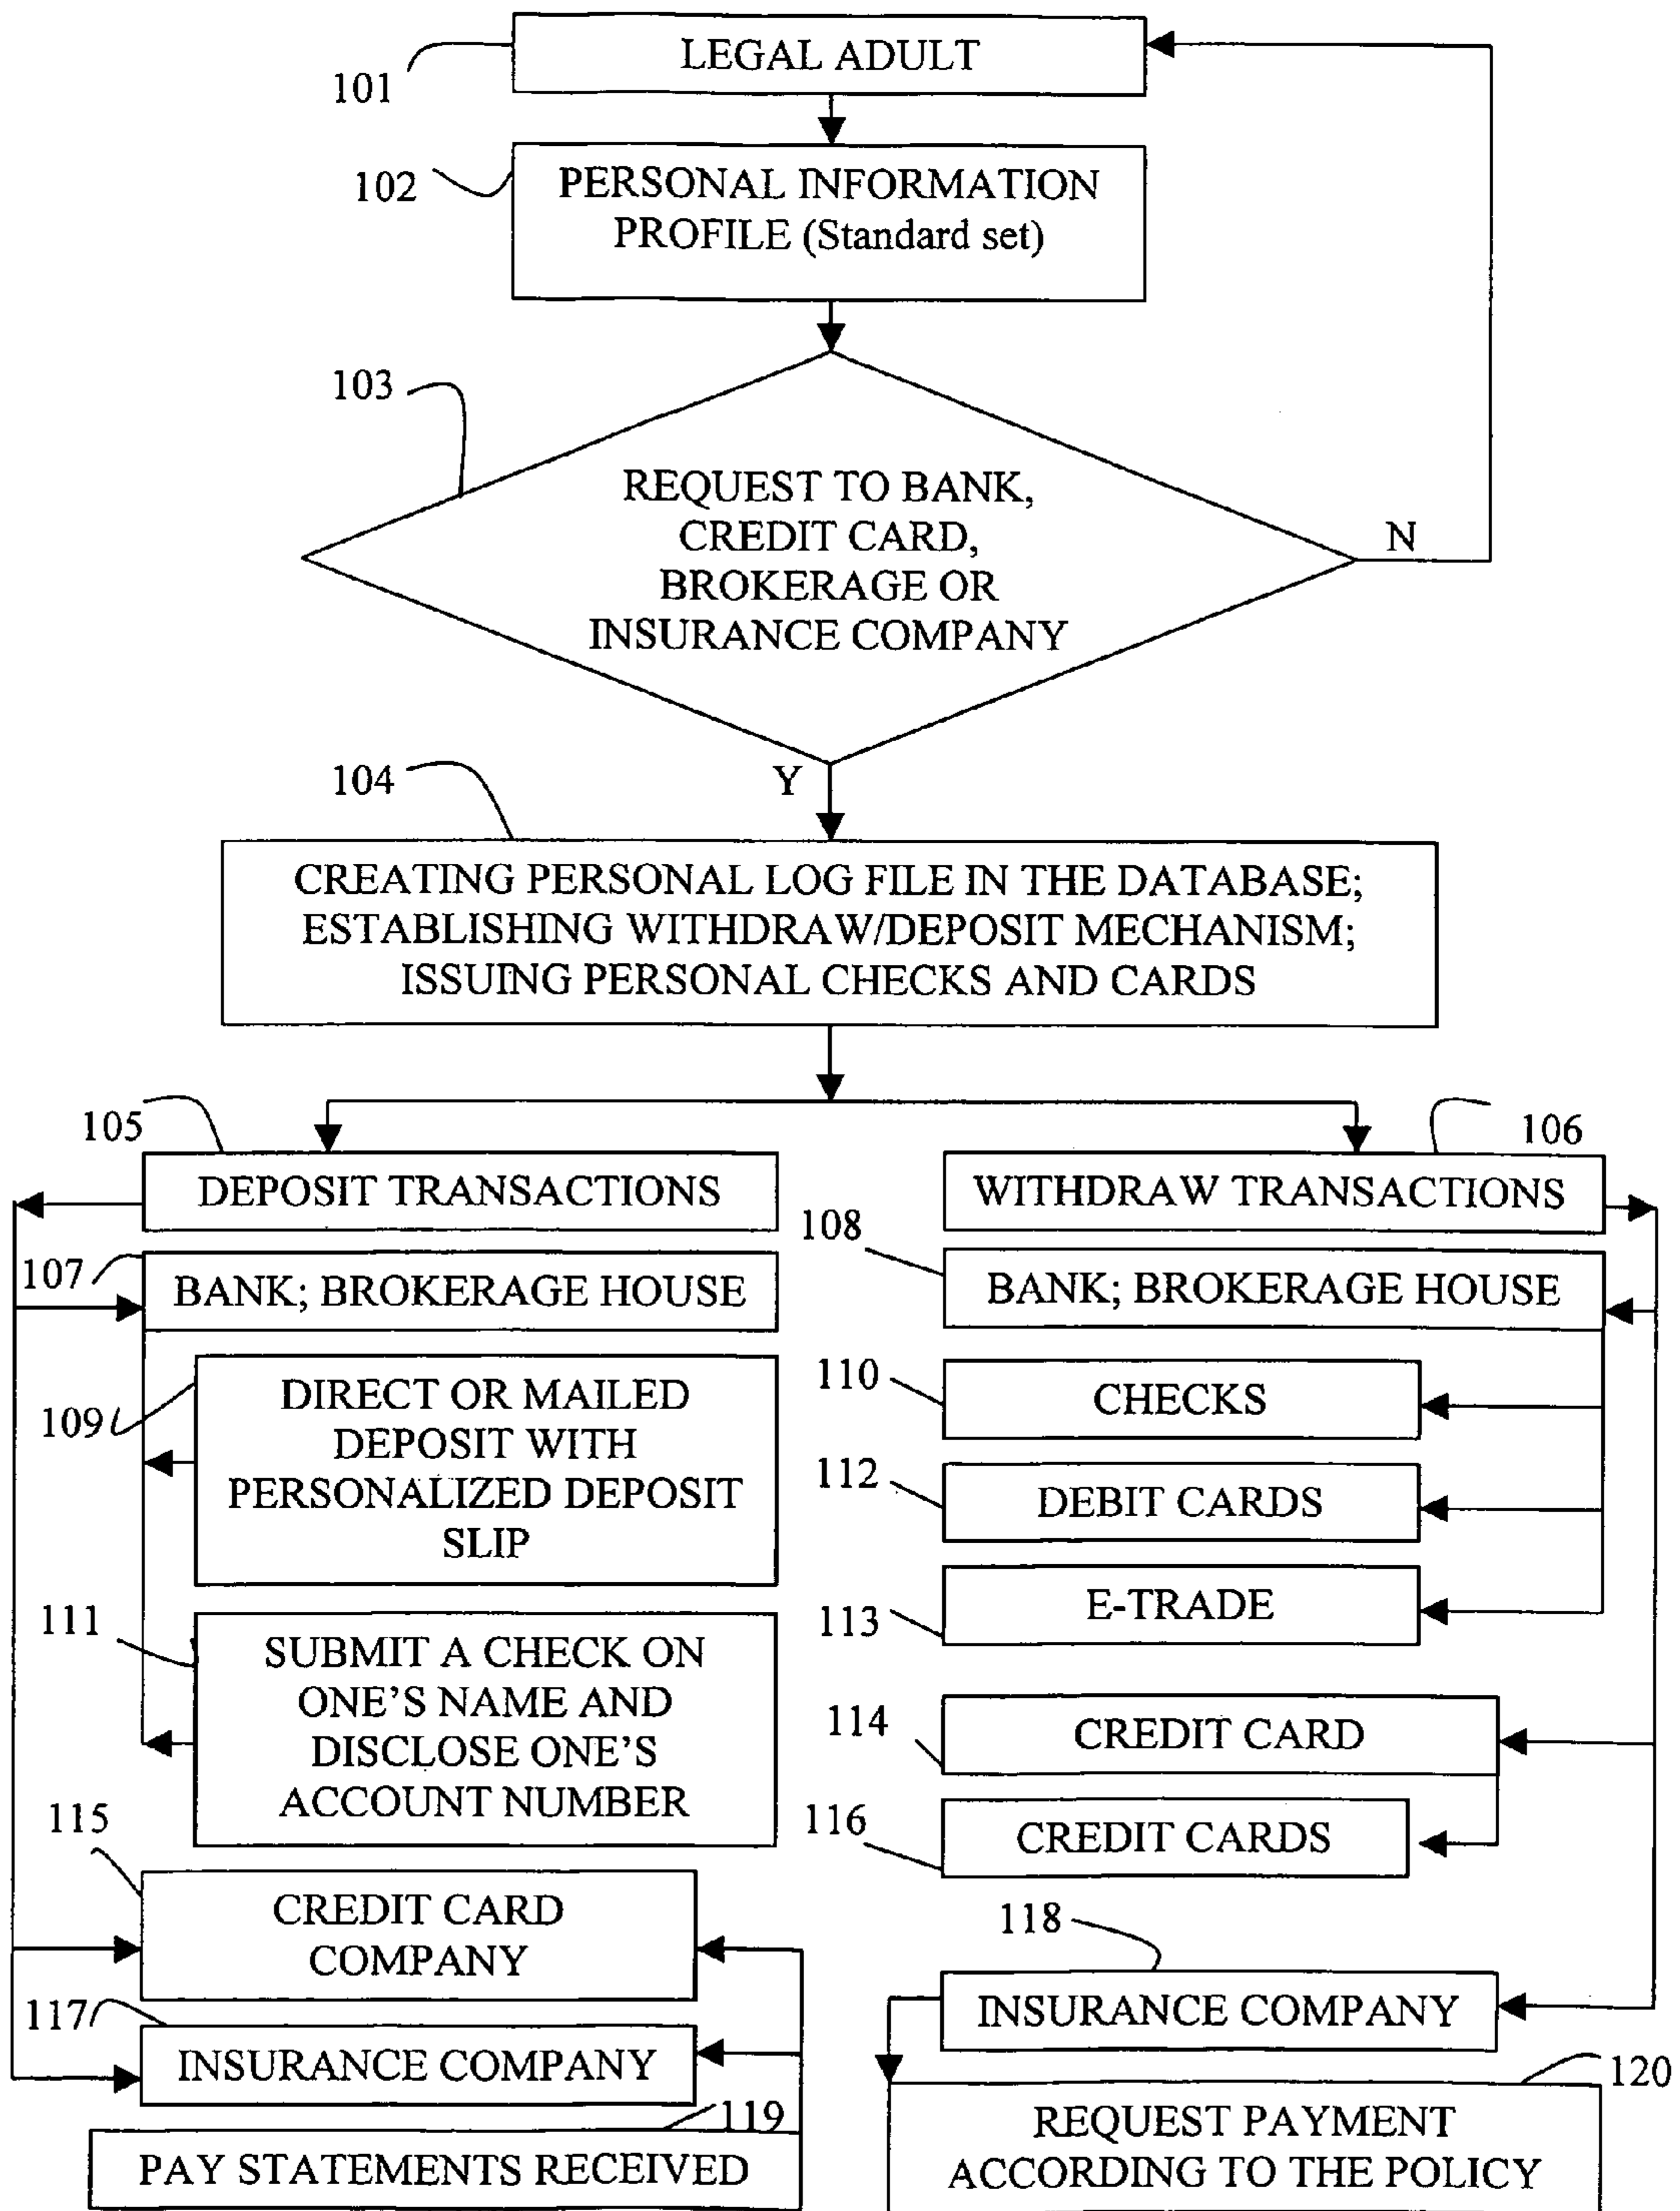 LEGAL ADULT
101
102
PERSONAL INFORMATION
PROFILE (Standard set)
103
REQUEST TO BANK,
CREDIT CARD,
BROKERAGE OR
INSURANCE COMPANY
N
Y
104
CREATING PERSONAL LOG FILE IN THE DATABASE;
ESTABLISHING WITHDRAW/DEPOSIT MECHANISM;
ISSUING PERSONAL CHECKS AND CARDS
105
DEPOSIT TRANSACTIONS
107
BANK; BROKERAGE HOUSE
109
DIRECT OR MAILED
DEPOSIT WITH
PERSONALIZED DEPOSIT
SLIP
111
SUBMIT A CHECK ON
ONE'S NAME AND
DISCLOSE ONE'S
ACCOUNT NUMBER
115
CREDIT CARD
COMPANY
117
INSURANCE COMPANY
119
PAY STATEMENTS RECEIVED
106
WITHDRAW TRANSACTIONS
108
BANK; BROKERAGE HOUSE
110
CHECKS
112
DEBIT CARDS
113
E-TRADE
114
CREDIT CARD
116
CREDIT CARDS
118
INSURANCE COMPANY
120
REQUEST PAYMENT
ACCORDING TO THE POLICY